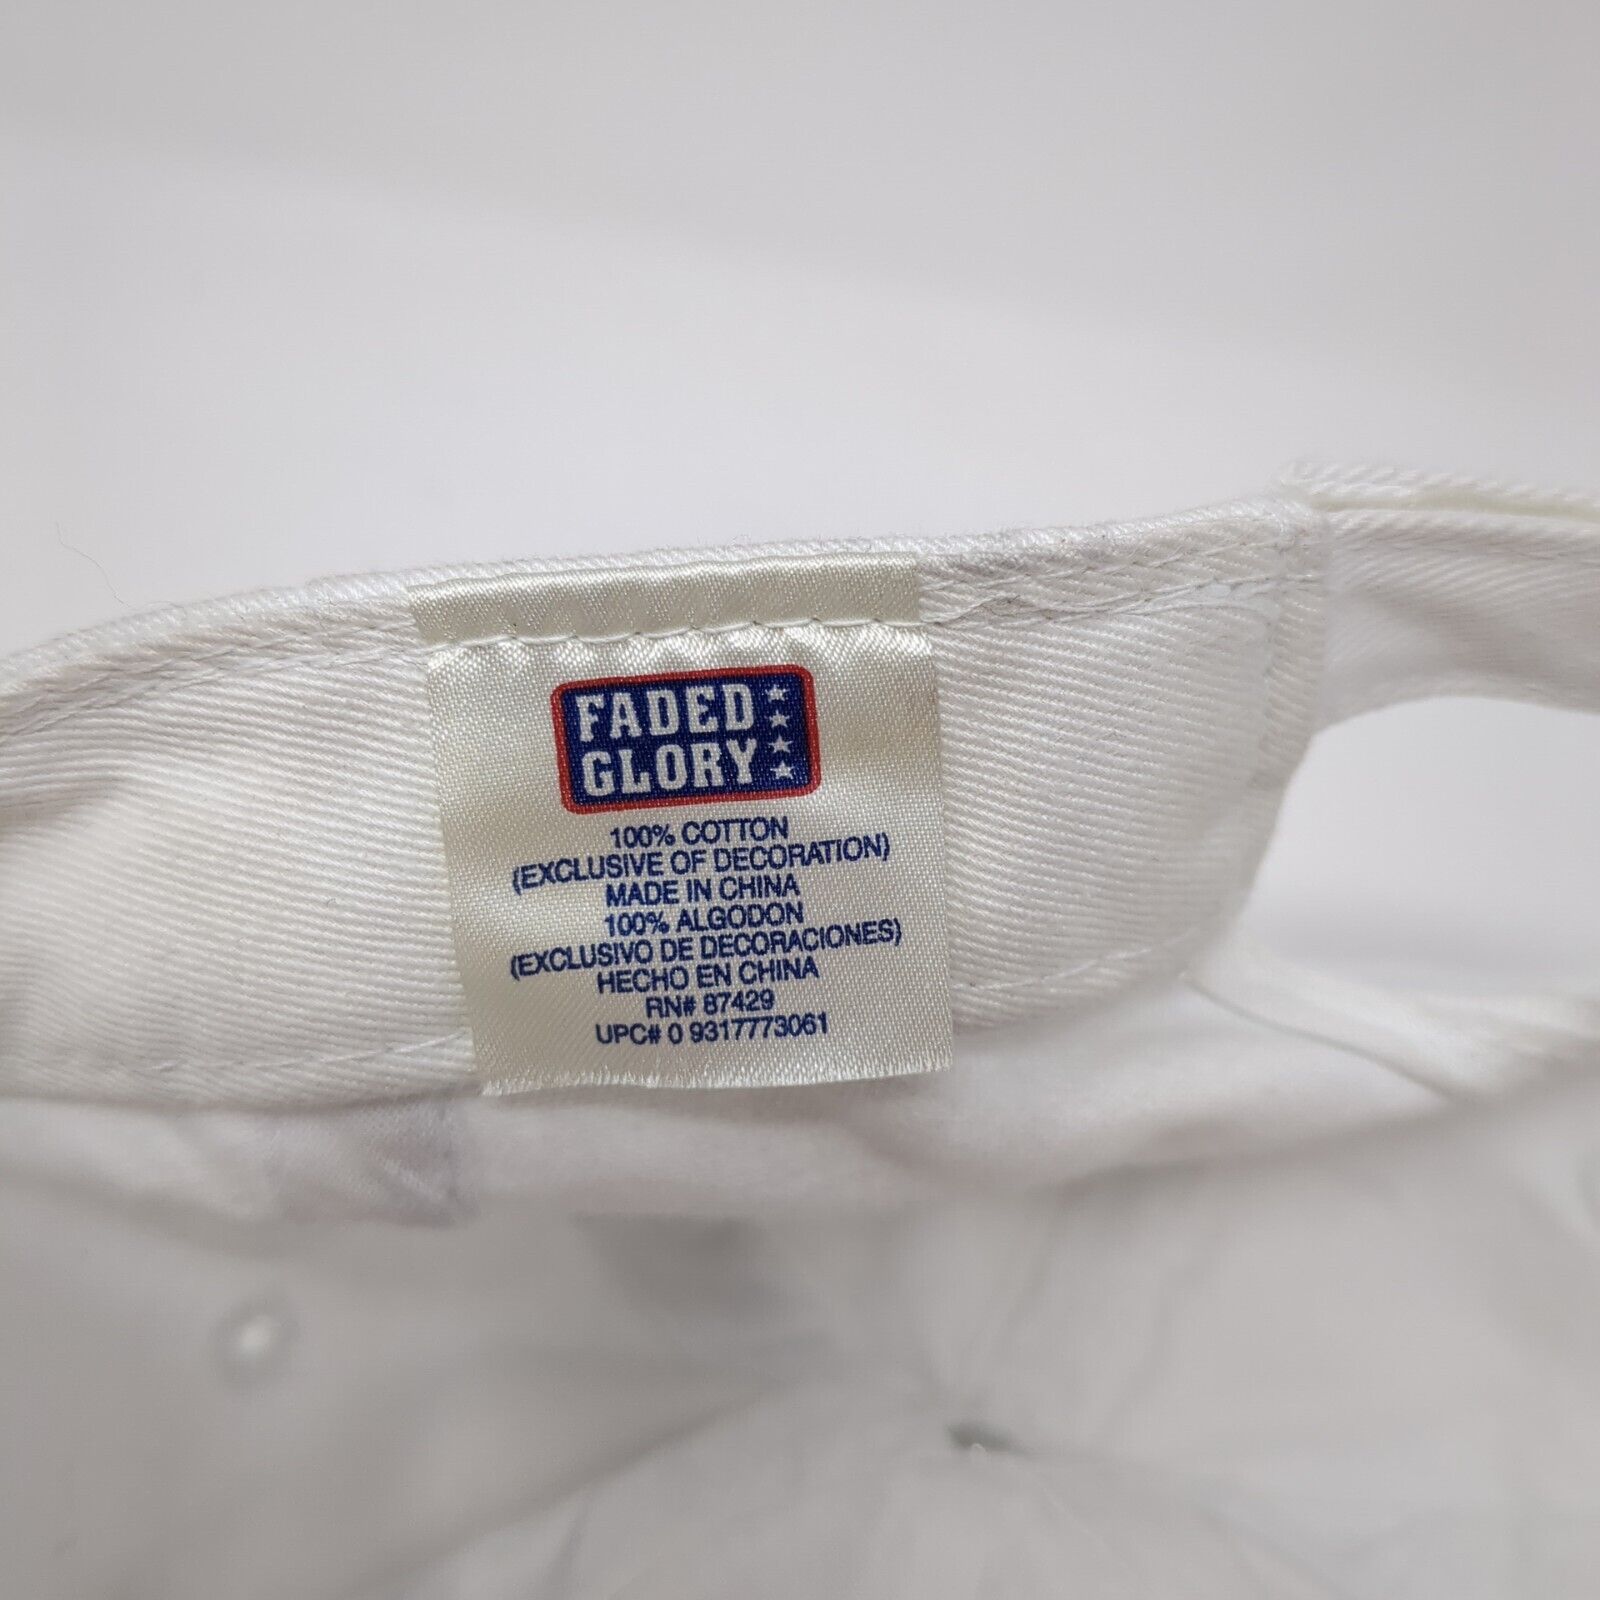 FADED
GLORY
100% COTTON
(EXCLUSIVE OF DECORATION)
MADE IN CHINA
100% ALGODON
(EXCLUSIVO DE DECORACIONES)
HECHO EN CHINA
RN# 87429
UPC# 0 9317773061